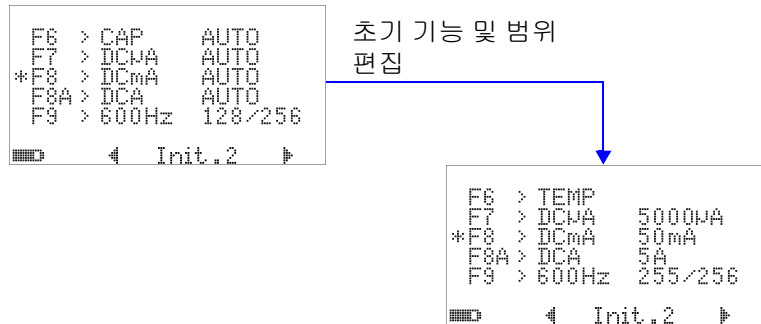 F6 > CAP AUTO
F7 > DCµA AUTO
*F8 > DCmA AUTO
F8A> DCA AUTO
F9 > 600Hz 128/256
Init.2
초기 기능 및 범위
편집
F6 > TEMP
F7 > DCµA 5000µA
*F8 > DCmA 50mA
F8A> DCA 5A
F9 > 600Hz 255/256
Init.2